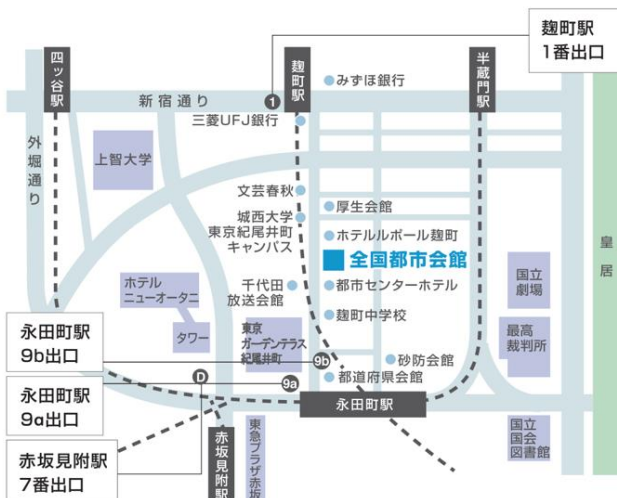 麹町駅
1番出口
四ッ谷駅
麹町駅
半蔵門駅
みずほ銀行
1
新宿通り
三菱UFJ銀行
外堀通り
上智大学
文芸春秋
厚生会館
城西大学
東京紀尾井町
キャンパス
ホテルルポール麹町
全国都市会館
皇居
ホテル
ニューオータニ
千代田
放送会館
都市センターホテル
国立
劇場
麹町中学校
タワー
東京
ガーデンテラス
紀尾井町
最高
裁判所
永田町駅
9b出口
9b
砂防会館
D
9a
都道府県会館
永田町駅
9a出口
永田町駅
赤坂見附駅
7番出口
赤坂見附駅
東急プラザ赤坂
国立
国会
図書館